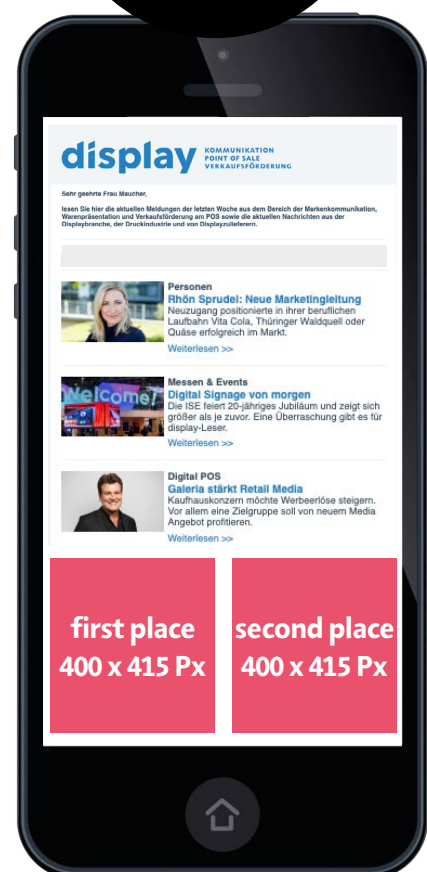 display
KOMMUNIKATION
POINT OF SALE
VERKAUFSFÖRDERUNG
Sehr geehrte Frau Maucher,
lesen Sie hier die aktuellen Meldungen der letzten Woche aus dem Bereich der Markenkommunikation,
Warenpräsentation und Verkaufsförderung am POS sowie die aktuellen Nachrichten aus der
Displaybranche, der Druckindustrie und von Displayzulieferern.
Personen
Rhön Sprudel: Neue Marketingleitung
Neuzugang positionierte in ihrer beruflichen
Laufbahn Vita Cola, Thüringer Waldquell oder
Quäse erfolgreich im Markt.
Weiterlesen >>
Welcome!
Messen & Events
Digital Signage von morgen
Die ISE feiert 20-jähriges Jubiläum und zeigt sich
größer als je zuvor. Eine Überraschung gibt es für
display-Leser.
Weiterlesen >>
Digital POS
Galeria stärkt Retail Media
Kaufhauskonzern möchte Werbeerlöse steigern.
Vor allem eine Zielgruppe soll von neuem Media
Angebot profitieren.
Weiterlesen >>
first place
400 x 415 Px
second place
400 x 415 Px